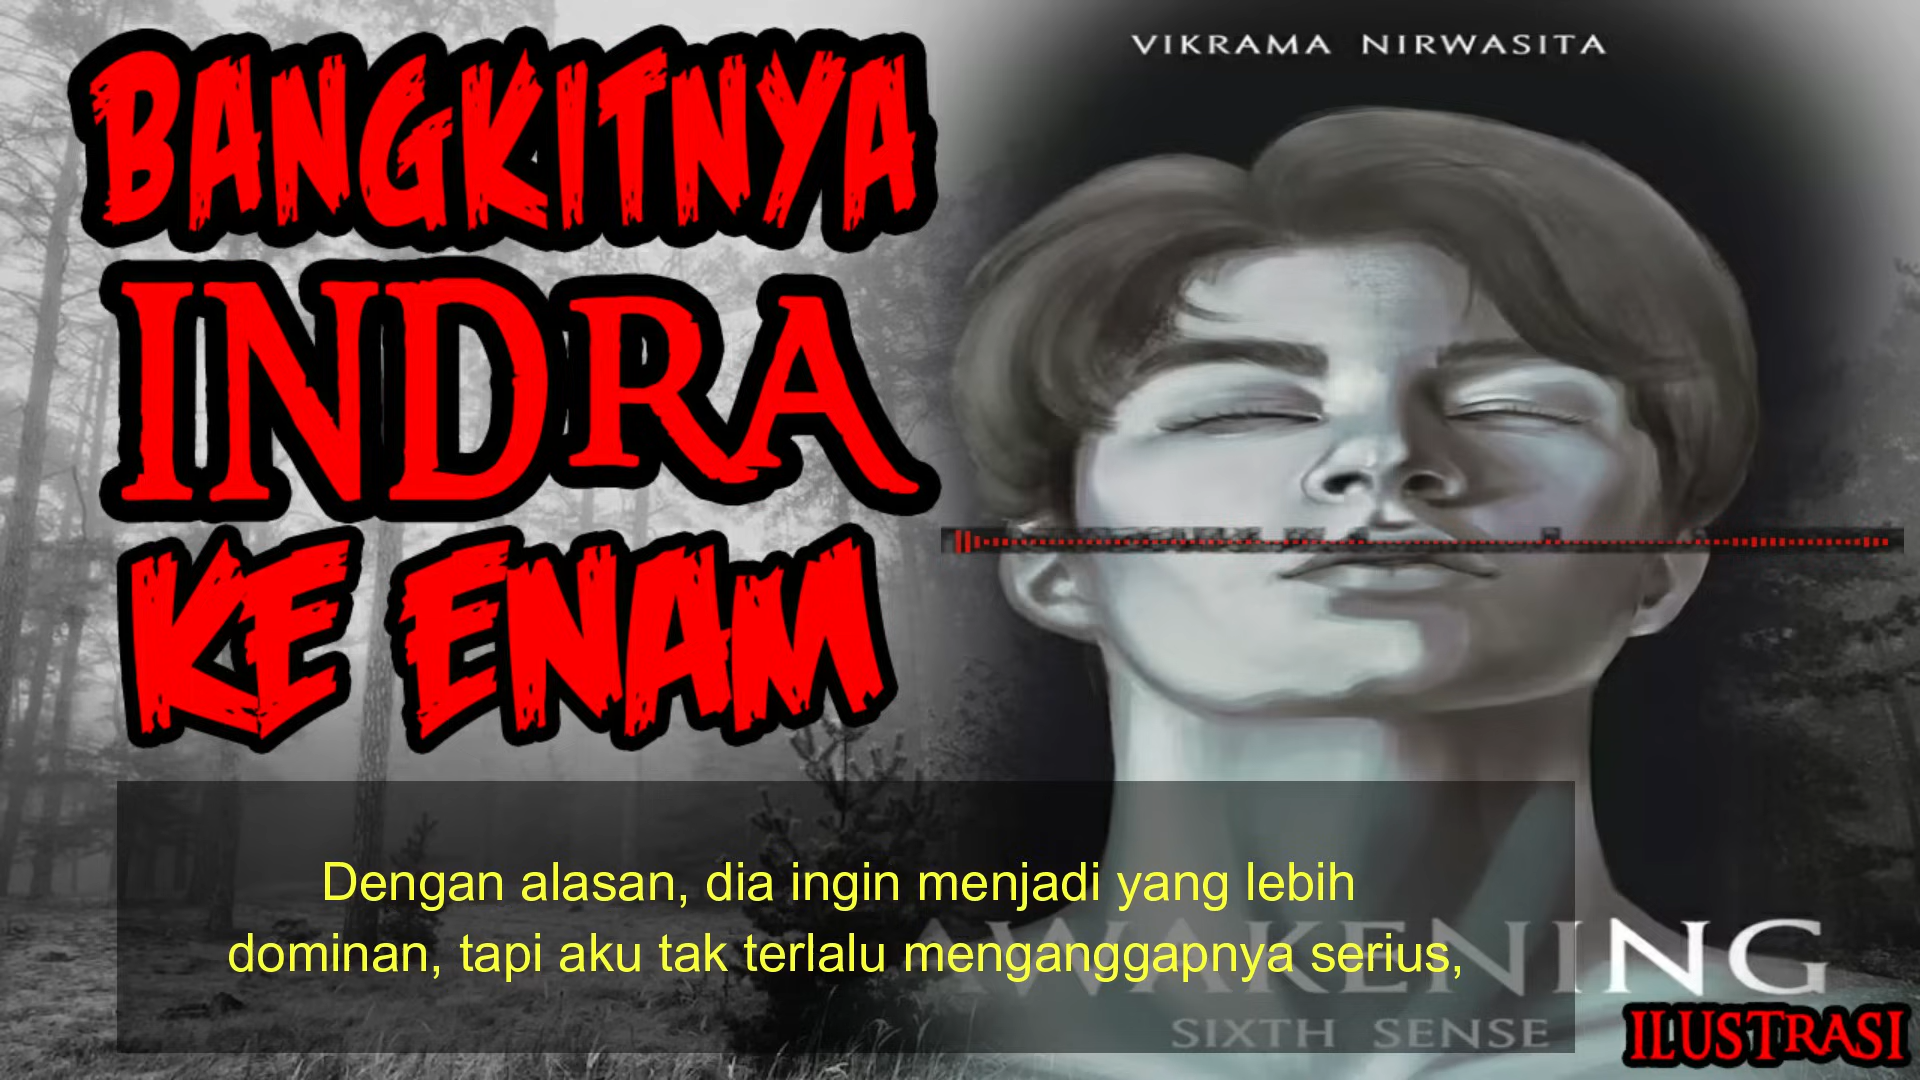 BANGKITNYA
INDRA
KE ENAM
VIKRAMA NIRWASITA
Dengan alasan, dia ingin menjadi yang lebih
dominan, tapi aku tak terlalu menganggapnya serius,
AWAKENING
SIXTH SENSE
ILUSTRASI